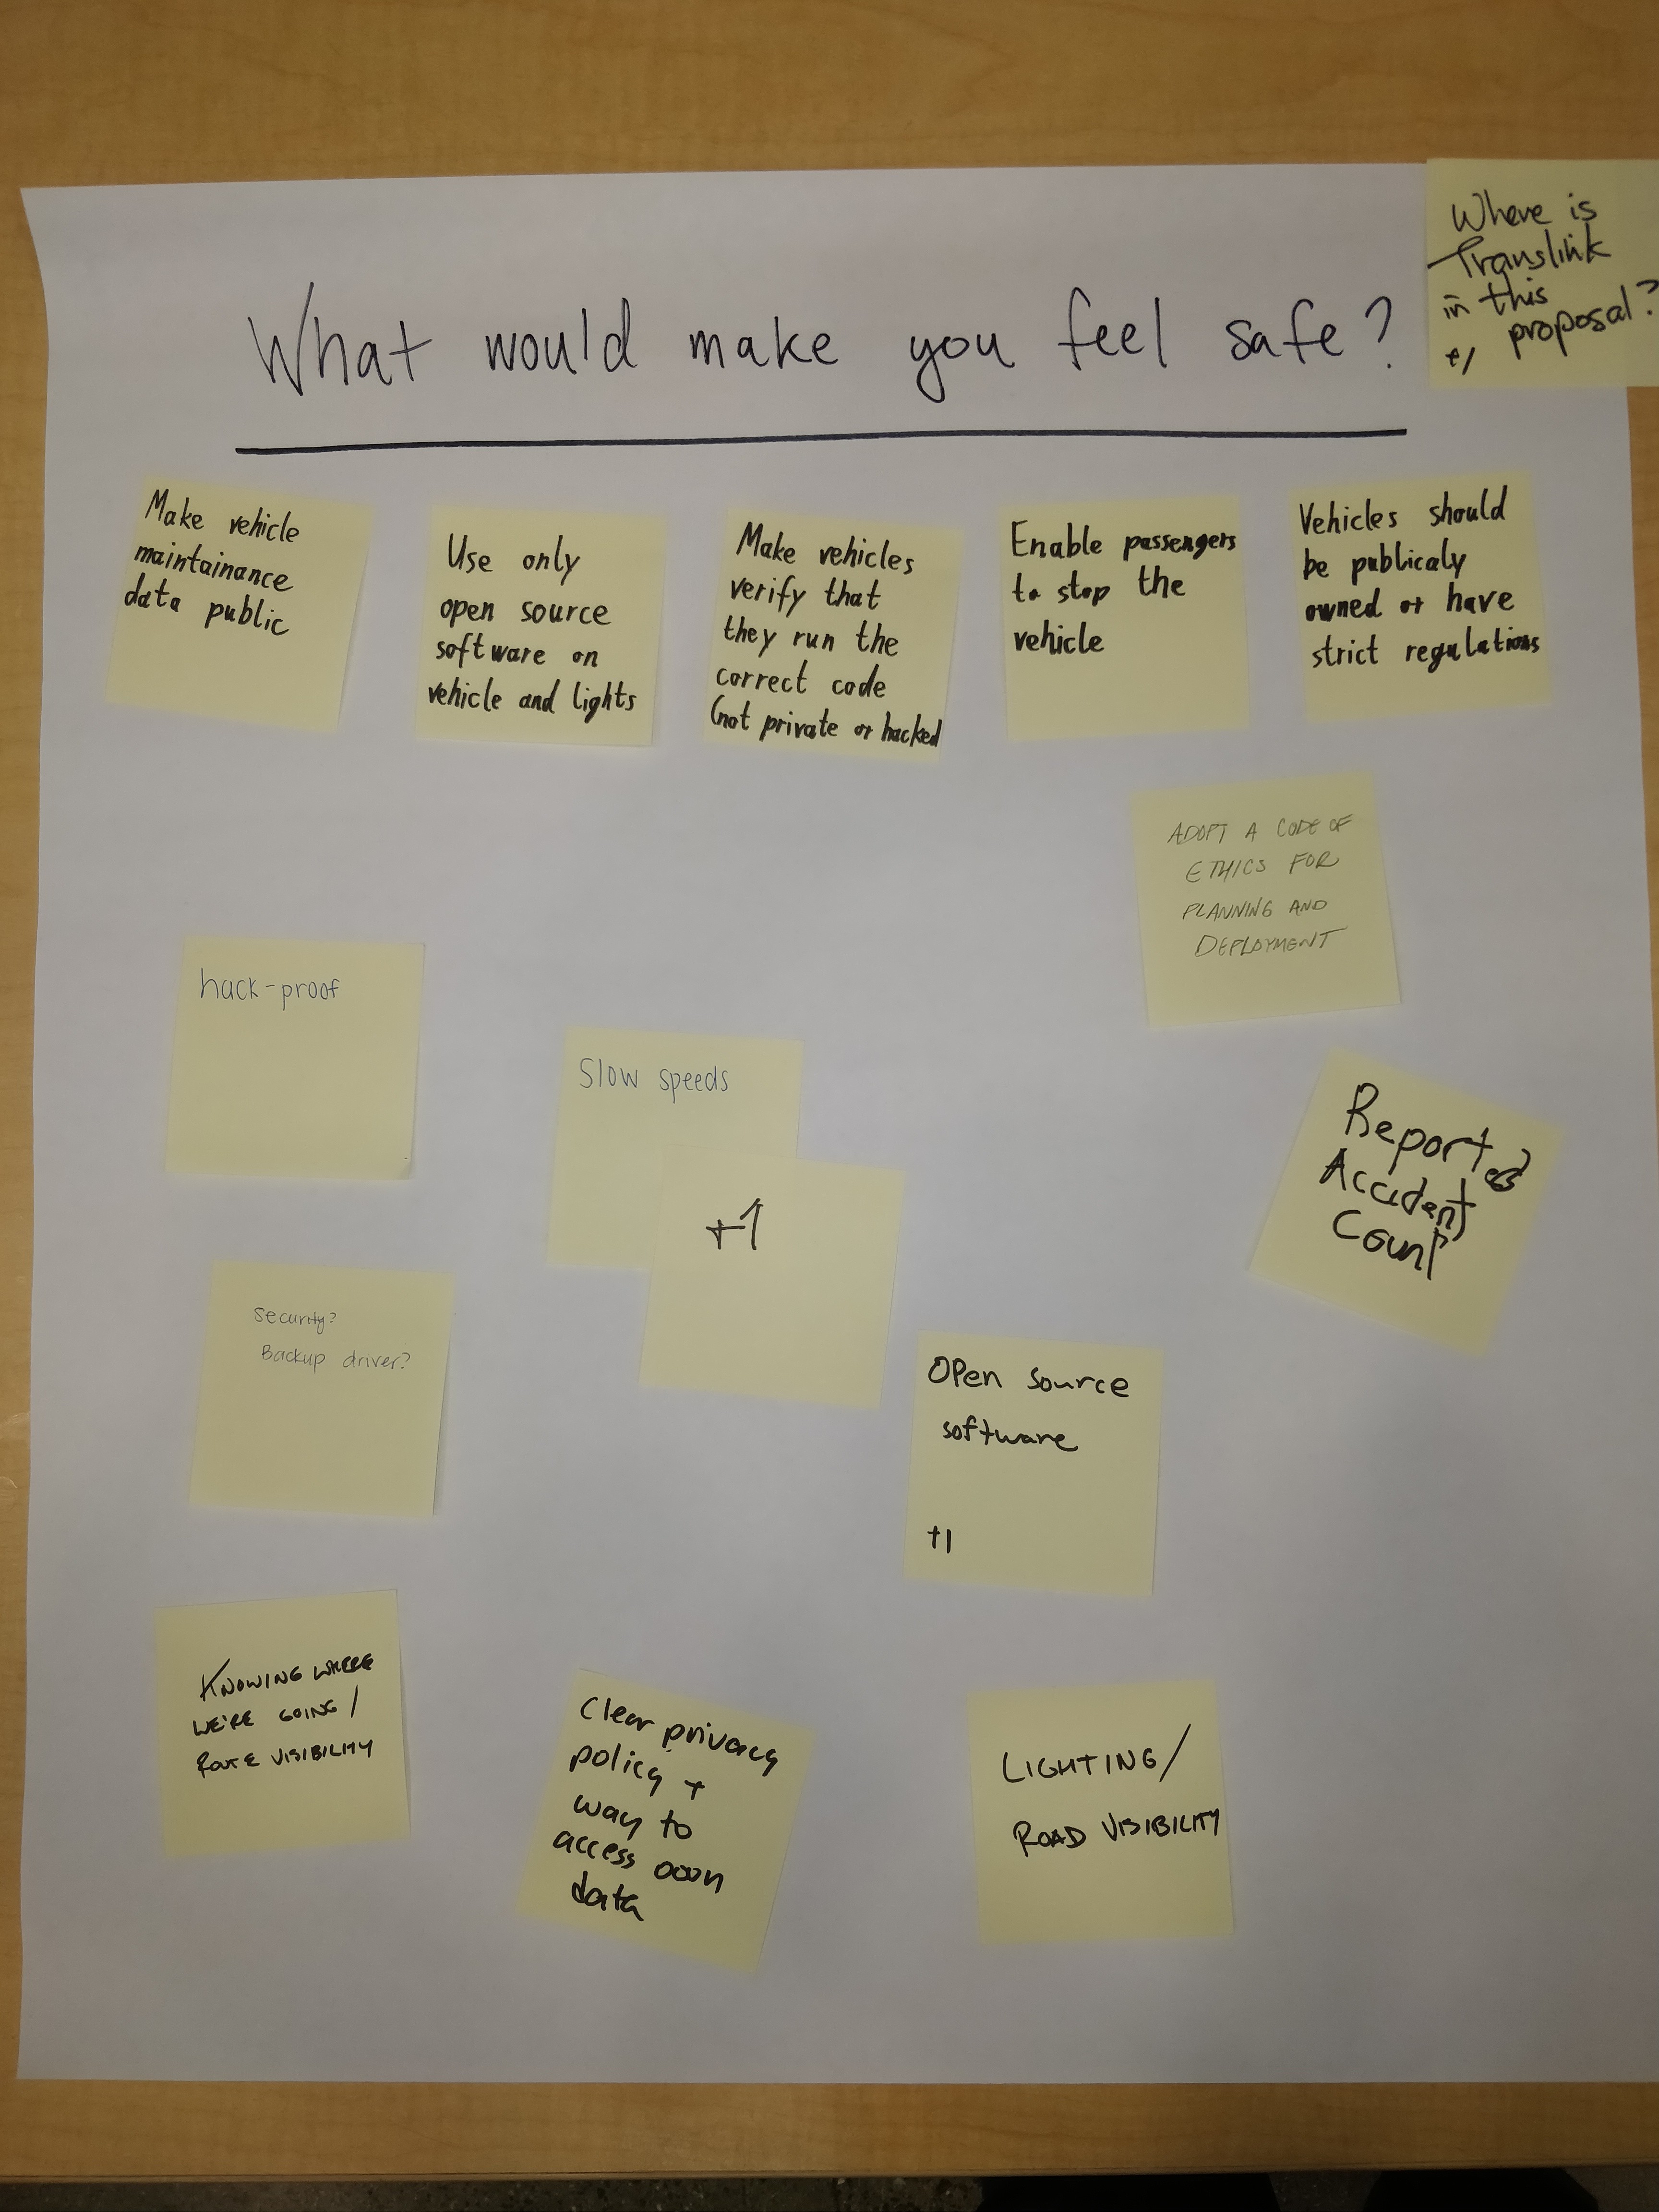 What would make you feel safe?
Where is
Translink
in this
proposal?
Make vehicle
maintainance
data public
Use only
open source
software on
vehicle and lights
Make vehicles
verify that
they run the
correct code
(not private or hacked
Enable passengers
to stop the
vehicle
Vehicles should
be publicaly
owned or have
strict regulations
ADOPT A CODE OF
ETHICS FOR
PLANNING AND
DEPLOYMENT
hack-proof
Slow speeds
+1
Reported
Accident
Count
security?
Backup driver?
Open source
software
+1
KNOWING WHERE
WE'RE GOING/
ROUTE VISIBILITY
Clear privacy
policy +
way to
access own
data
LIGHTING/
ROAD VISIBILITY